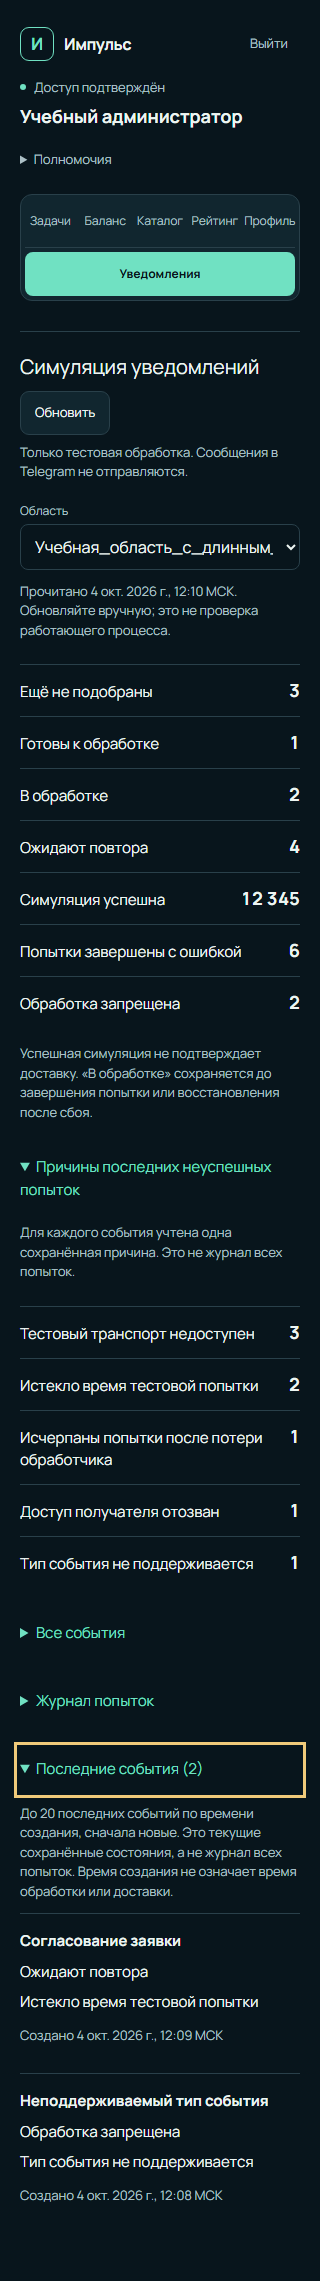 И Импульс Выйти
Доступ подтверждён
Учебный администратор
Полномочия
Задачи Баланс Каталог Рейтинг Профиль
Уведомления
Симуляция уведомлений
Обновить
Только тестовая обработка. Сообщения в
Telegram не отправляются.
Область
Учебная_область_с_длинным_
Прочитано 4 окт. 2026 г., 12:10 МСК.
Обновляйте вручную; это не проверка
работающего процесса.
Ещё не подобраны 3
Готовы к обработке 1
В обработке 2
Ожидают повтора 4
Симуляция успешна 12 345
Попытки завершены с ошибкой 6
Обработка запрещена 2
Успешная симуляция не подтверждает
доставку. «В обработке» сохраняется до
завершения попытки или восстановления
после сбоя.
Причины последних неуспешных
попыток
Для каждого события учтена одна
сохранённая причина. Это не журнал всех
попыток.
Тестовый транспорт недоступен 3
Истекло время тестовой попытки 2
Исчерпаны попытки после потери 1
обработчика
Доступ получателя отозван 1
Тип события не поддерживается 1
Все события
Журнал попыток
Последние события (2)
До 20 последних событий по времени
создания, сначала новые. Это текущие
сохранённые состояния, а не журнал всех
попыток. Время создания не означает время
обработки или доставки.
Согласование заявки
Ожидают повтора
Истекло время тестовой попытки
Создано 4 окт. 2026 г., 12:09 МСК
Неподдерживаемый тип события
Обработка запрещена
Тип события не поддерживается
Создано 4 окт. 2026 г., 12:08 МСК